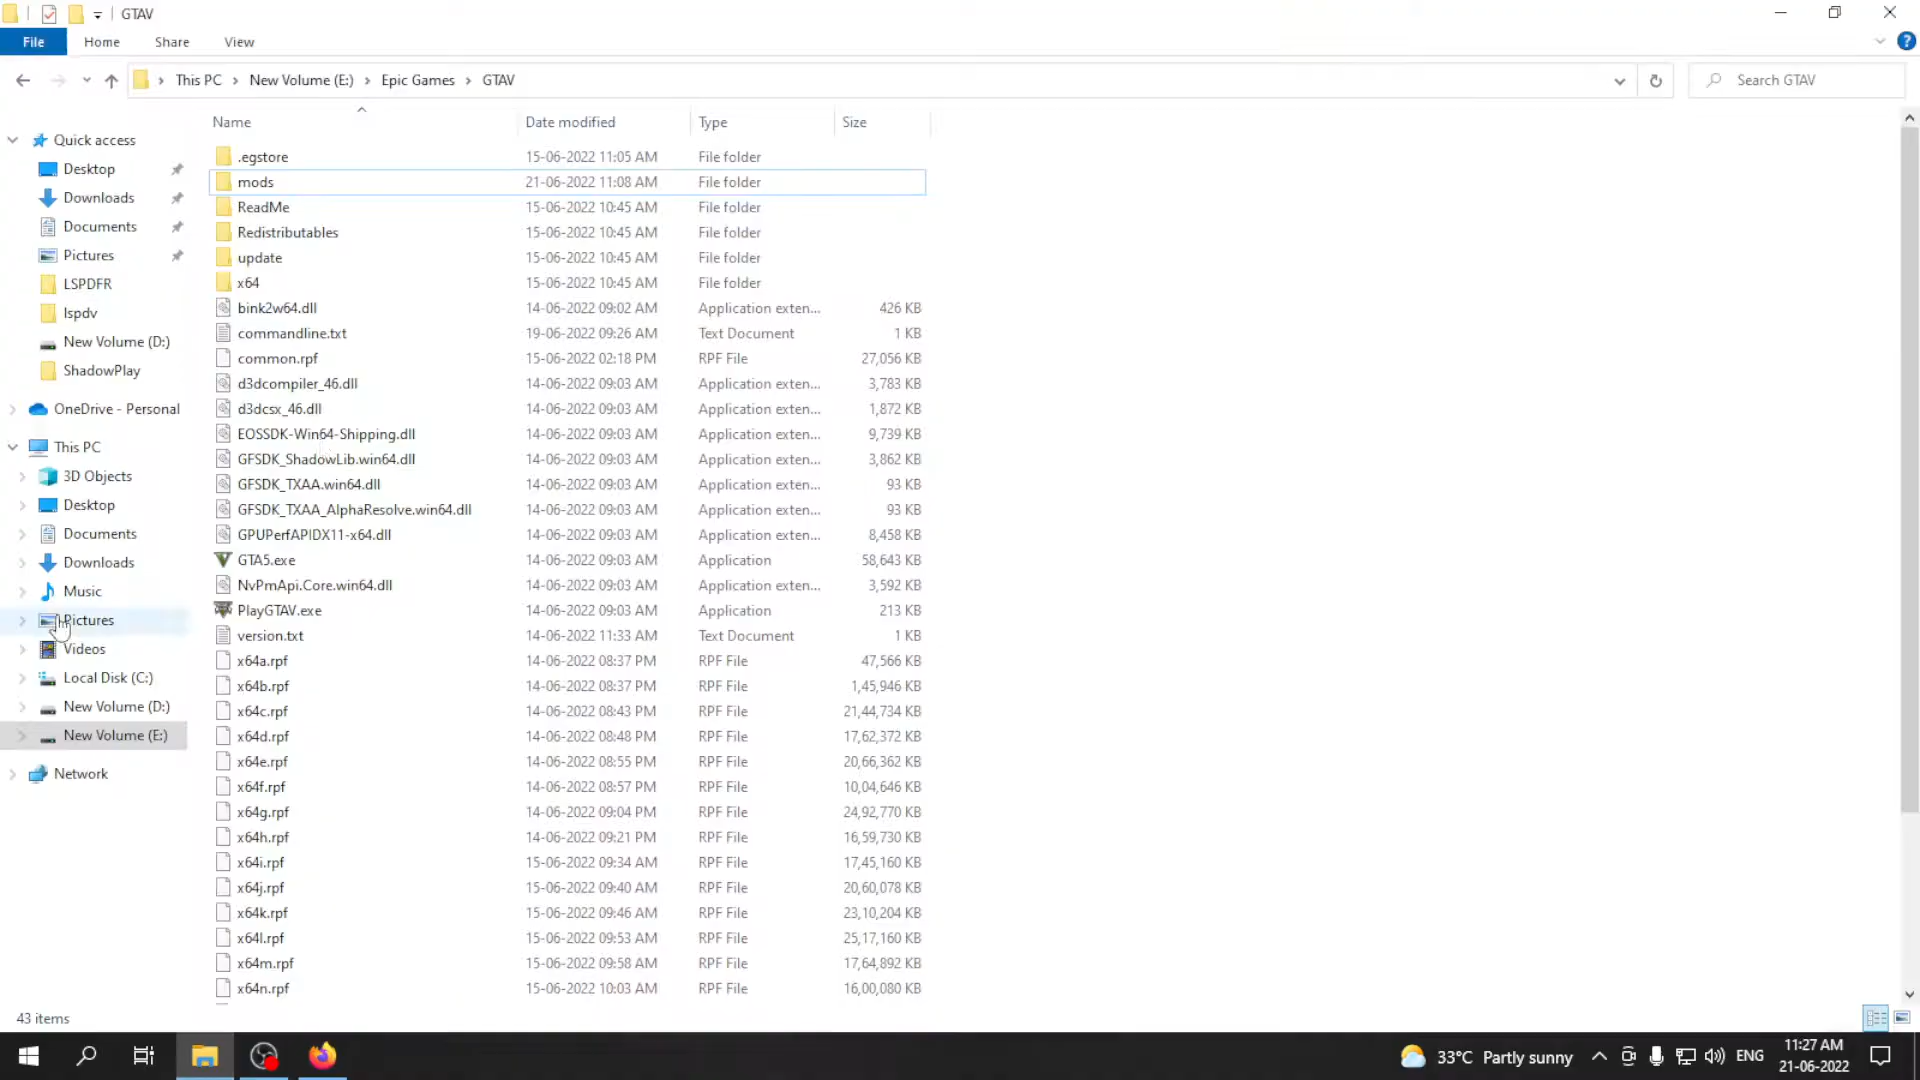 GTAV
File Home Share View
This PC New Volume (E:) Epic Games GTAV Search GTAV
Name Date modified Type Size
Quick access
Desktop
Downloads
Documents
Pictures
LSPDFR
lspdv
New Volume (D:)
ShadowPlay
OneDrive - Personal
This PC
3D Objects
Desktop
Documents
Downloads
Music
Pictures
Videos
Local Disk (C:)
New Volume (D:)
New Volume (E:)
Network
.egstore 15-06-2022 11:05 AM File folder
mods 21-06-2022 11:08 AM File folder
ReadMe 15-06-2022 10:45 AM File folder
Redistributables 15-06-2022 10:45 AM File folder
update 15-06-2022 10:45 AM File folder
x64 15-06-2022 10:45 AM File folder
bink2w64.dll 14-06-2022 09:02 AM Application exten... 426 KB
commandline.txt 19-06-2022 09:26 AM Text Document 1 KB
common.rpf 15-06-2022 02:18 PM RPF File 27,056 KB
d3dcompiler_46.dll 14-06-2022 09:03 AM Application exten... 3,783 KB
d3dcsx_46.dll 14-06-2022 09:03 AM Application exten... 1,872 KB
EOSSDK-Win64-Shipping.dll 14-06-2022 09:03 AM Application exten... 9,739 KB
GFSDK_ShadowLib.win64.dll 14-06-2022 09:03 AM Application exten... 3,862 KB
GFSDK_TXAA.win64.dll 14-06-2022 09:03 AM Application exten... 93 KB
GFSDK_TXAA_AlphaResolve.win64.dll 14-06-2022 09:03 AM Application exten... 93 KB
GPUPerfAPIDX11-x64.dll 14-06-2022 09:03 AM Application exten... 8,458 KB
GTA5.exe 14-06-2022 09:03 AM Application 58,643 KB
NvPmApi.Core.win64.dll 14-06-2022 09:03 AM Application exten... 3,592 KB
PlayGTAV.exe 14-06-2022 09:03 AM Application 213 KB
version.txt 14-06-2022 11:33 AM Text Document 1 KB
x64a.rpf 14-06-2022 08:37 PM RPF File 47,566 KB
x64b.rpf 14-06-2022 08:37 PM RPF File 1,45,946 KB
x64c.rpf 14-06-2022 08:43 PM RPF File 21,44,734 KB
x64d.rpf 14-06-2022 08:48 PM RPF File 17,62,372 KB
x64e.rpf 14-06-2022 08:55 PM RPF File 20,66,362 KB
x64f.rpf 14-06-2022 08:57 PM RPF File 10,04,646 KB
x64g.rpf 14-06-2022 09:04 PM RPF File 24,92,770 KB
x64h.rpf 14-06-2022 09:21 PM RPF File 16,59,730 KB
x64i.rpf 15-06-2022 09:34 AM RPF File 17,45,160 KB
x64j.rpf 15-06-2022 09:40 AM RPF File 20,60,078 KB
x64k.rpf 15-06-2022 09:46 AM RPF File 23,10,204 KB
x64l.rpf 15-06-2022 09:53 AM RPF File 25,17,160 KB
x64m.rpf 15-06-2022 09:58 AM RPF File 17,64,892 KB
x64n.rpf 15-06-2022 10:03 AM RPF File 16,00,080 KB
43 items
33°C Partly sunny ENG 11:27 AM
21-06-2022